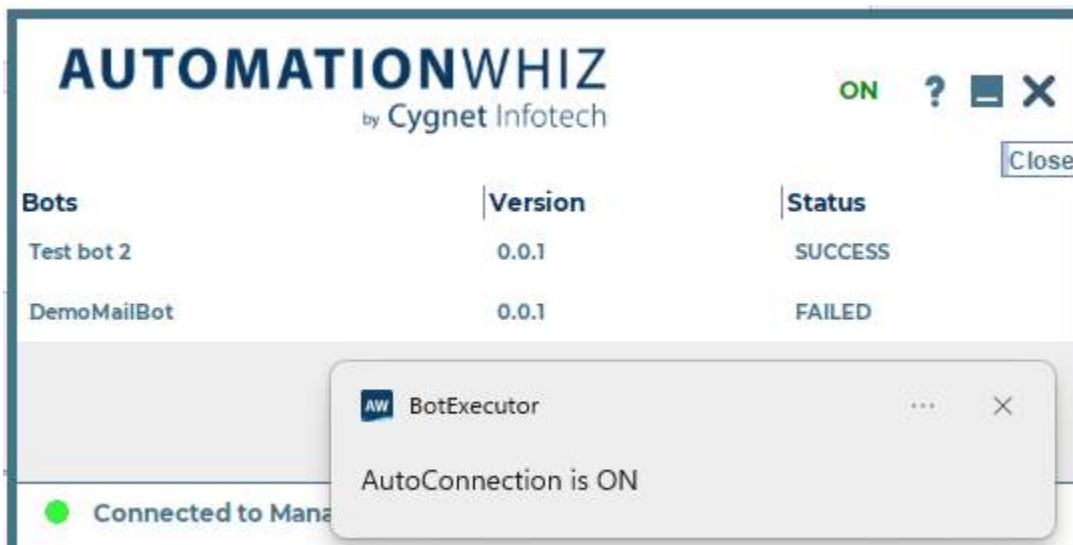 AUTOMATIONWHIZ
by Cygnet Infotech
ON ?
Close
Bots Version Status
Test bot 2 0.0.1 SUCCESS
DemoMailBot 0.0.1 FAILED
AW BotExecutor
AutoConnection is ON
Connected to Mana